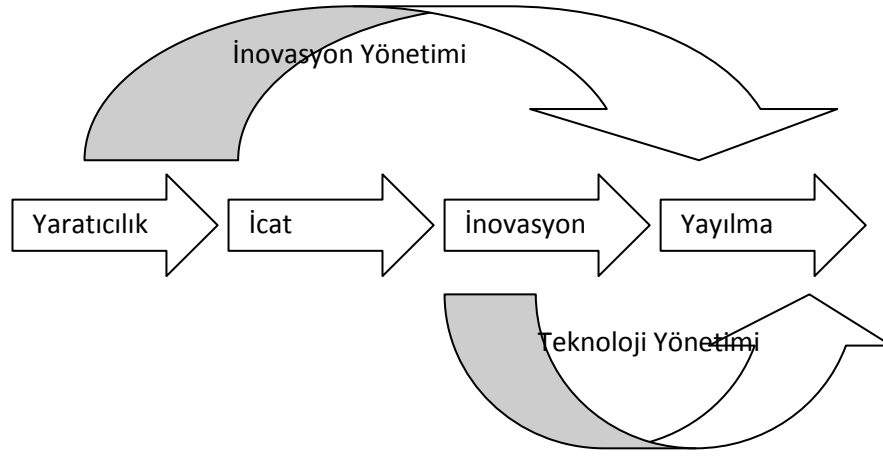 İnovasyon Yönetimi
Yaratıcılık
İcat
İnovasyon
Yayılma
Teknoloji Yönetimi